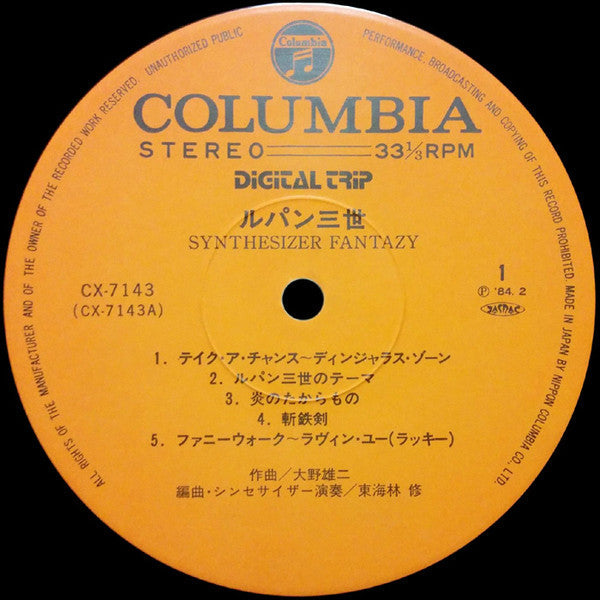 Columbia
COLUMBIA
STEREO 33⅓RPM
DIGITAL TRIP
ルパン三世
SYNTHESIZER FANTAZY
CX-7143
(CX-7143A)
1
Ⓟ '84. 2
JASRAC
1. テイク・ア・チャンス~ディンジャラス・ゾーン
2. ルパン三世のテーマ
3. 炎のたからもの
4. 斬鉄剣
5. ファニーウォーク~ラヴィン・ユー(ラッキー)
作曲/大野雄二
編曲・シンセサイザー演奏/東海林 修
ALL RIGHTS OF THE MANUFACTURER AND OF THE OWNER OF THE RECORDED WORK RESERVED. UNAUTHORIZED PUBLIC PERFORMANCE, BROADCASTING AND COPYING OF THIS RECORD PROHIBITED MADE IN JAPAN BY NIPPON COLUMBIA CO., LTD.